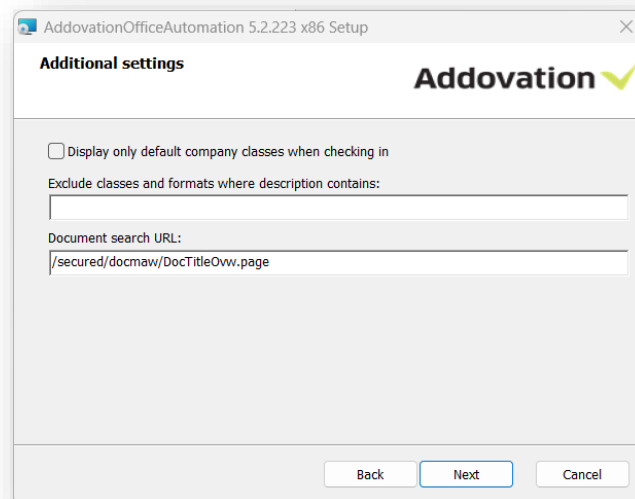 AddovationOfficeAutomation 5.2.223 x86 Setup
Additional settings
Addovation
Display only default company classes when checking in
Exclude classes and formats where description contains:
Document search URL:
/secured/docmaw/DocTitleOvw.page
Back
Next
Cancel